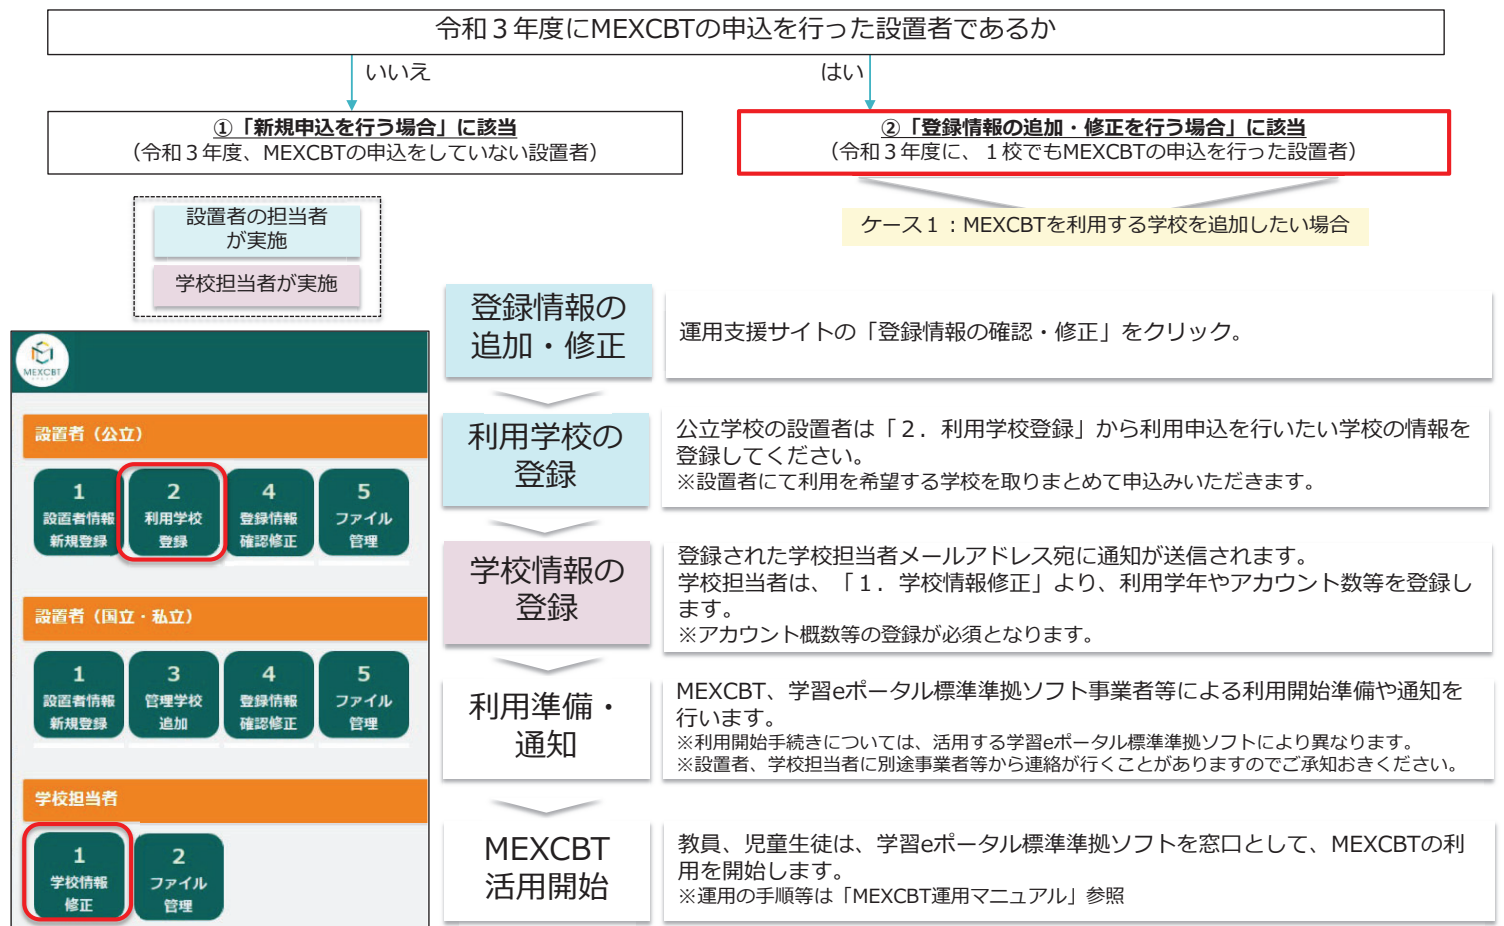 令和３年度にMEXCBTの申込を行った設置者であるか
いいえ
はい
①「新規申込を行う場合」に該当
（令和３年度、MEXCBTの申込をしていない設置者）
②「登録情報の追加・修正を行う場合」に該当
（令和３年度に、１校でもMEXCBTの申込を行った設置者）
ケース１：MEXCBTを利用する学校を追加したい場合
設置者の担当者
が実施
学校担当者が実施
MEXCBT
設置者（公立）
1
設置者情報
新規登録
2
利用学校
登録
4
登録情報
確認修正
5
ファイル
管理
設置者（国立・私立）
1
設置者情報
新規登録
3
管理学校
追加
4
登録情報
確認修正
5
ファイル
管理
学校担当者
1
学校情報
修正
2
ファイル
管理
登録情報の
追加・修正
運用支援サイトの「登録情報の確認・修正」をクリック。
利用学校の
登録
公立学校の設置者は「２．利用学校登録」から利用申込を行いたい学校の情報を
登録してください。
※設置者にて利用を希望する学校を取りまとめて申込みいただきます。
学校情報の
登録
登録された学校担当者メールアドレス宛に通知が送信されます。
学校担当者は、「１．学校情報修正」より、利用学年やアカウント数等を登録し
ます。
※アカウント概数等の登録が必須となります。
利用準備・
通知
MEXCBT、学習eポータル標準準拠ソフト事業者等による利用開始準備や通知を
行います。
※利用開始手続きについては、活用する学習eポータル標準準拠ソフトにより異なります。
※設置者、学校担当者に別途事業者等から連絡が行くことがありますのでご承知おきください。
MEXCBT
活用開始
教員、児童生徒は、学習eポータル標準準拠ソフトを窓口として、MEXCBTの利
用を開始します。
※運用の手順等は「MEXCBT運用マニュアル」参照